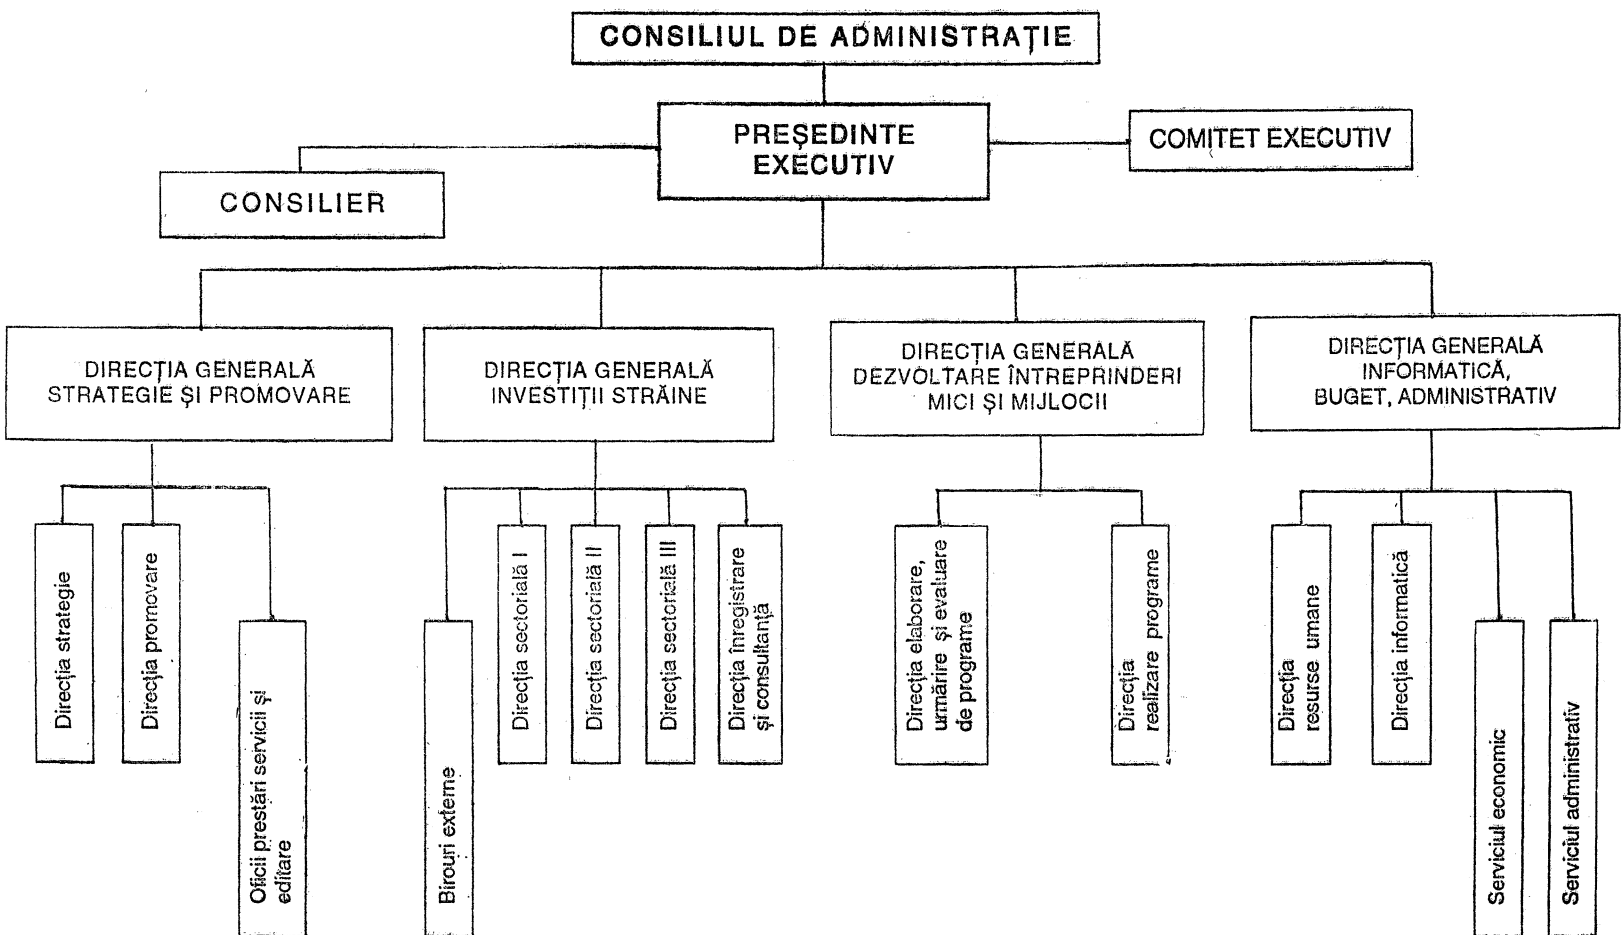 CONSILIUL DE ADMINISTRAȚIE
PREȘEDINTE
EXECUTIV
COMITET EXECUTIV
CONSILIER
DIRECȚIA GENERALĂ
STRATEGIE ȘI PROMOVARE
DIRECȚIA GENERALĂ
INVESTIȚII STRĂINE
DIRECȚIA GENERALĂ
DEZVOLTARE ÎNTREPRINDERI
MICI ȘI MIJLOCII
DIRECȚIA GENERALĂ
INFORMATICĂ,
BUGET, ADMINISTRATIV
Direcția strategie
Direcția promovare
Oficii prestări servicii și
editare
Birouri externe
Direcția sectorială I
Direcția sectorială II
Direcția sectorială III
Direcția înregistrare
și consultanță
Direcția elaborare,
urmărire și evaluare
de programe
Direcția
realizare programe
Direcția
resurse umane
Direcția informatică
Serviciul economic
Serviciul administrativ